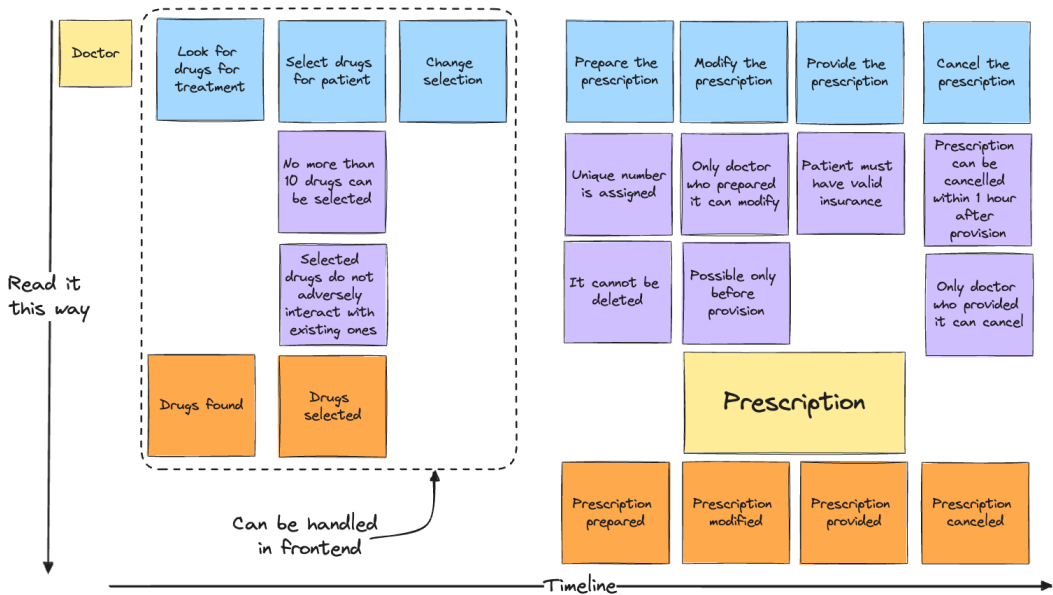 Doctor
Look for
drugs for
treatment
Select drugs
for patient
Change
selection
Prepare the
prescription
Modify the
prescription
Provide the
prescription
Cancel the
prescription
No more than
10 drugs can
be selected
Unique number
is assigned
Only doctor
who prepared
it can modify
Patient must
have valid
insurance
Prescription
can be
cancelled
within 1 hour
after
provision
Read it
this way
Selected
drugs do not
adversely
interact with
existing ones
It cannot be
deleted
Possible only
before
provision
Only doctor
who provided
it can cancel
Drugs found
Drugs
selected
Prescription
Can be handled
in frontend
Prescription
prepared
Prescription
modified
Prescription
provided
Prescription
canceled
Timeline